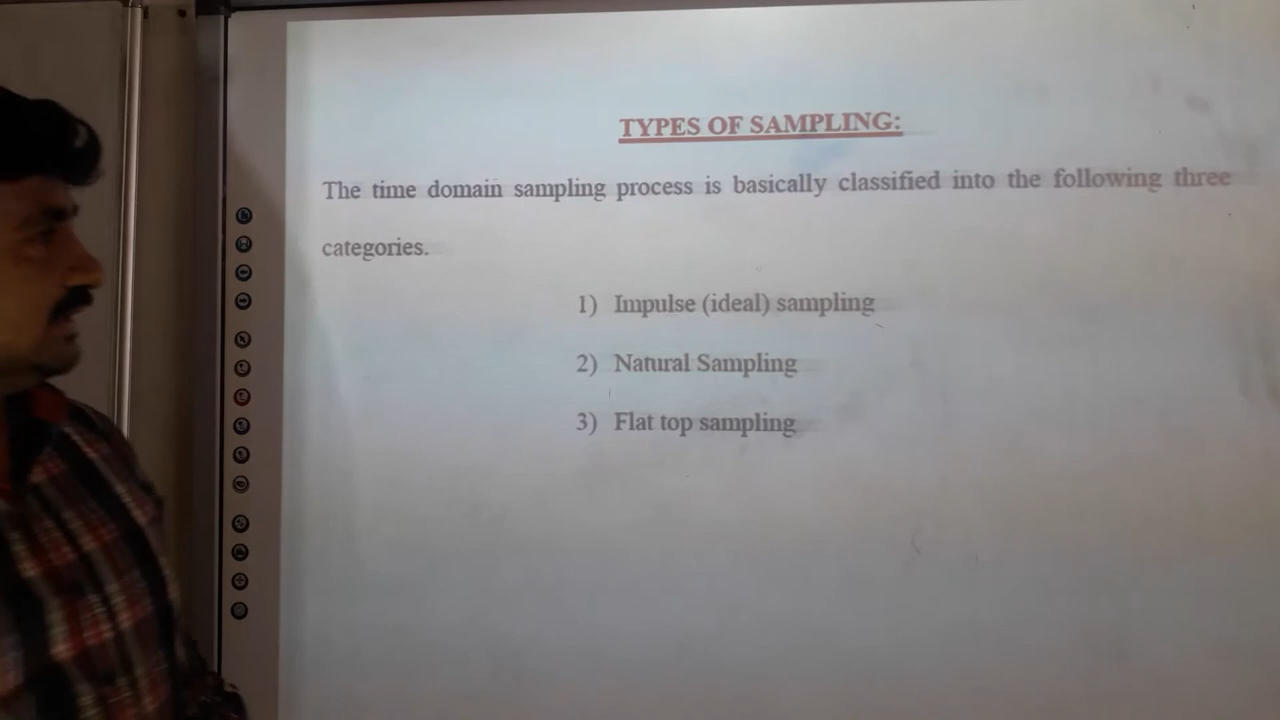 TYPES OF SAMPLING:
The time domain sampling process is basically classified into the following three
categories.
1) Impulse (ideal) sampling
2) Natural Sampling
3) Flat top sampling